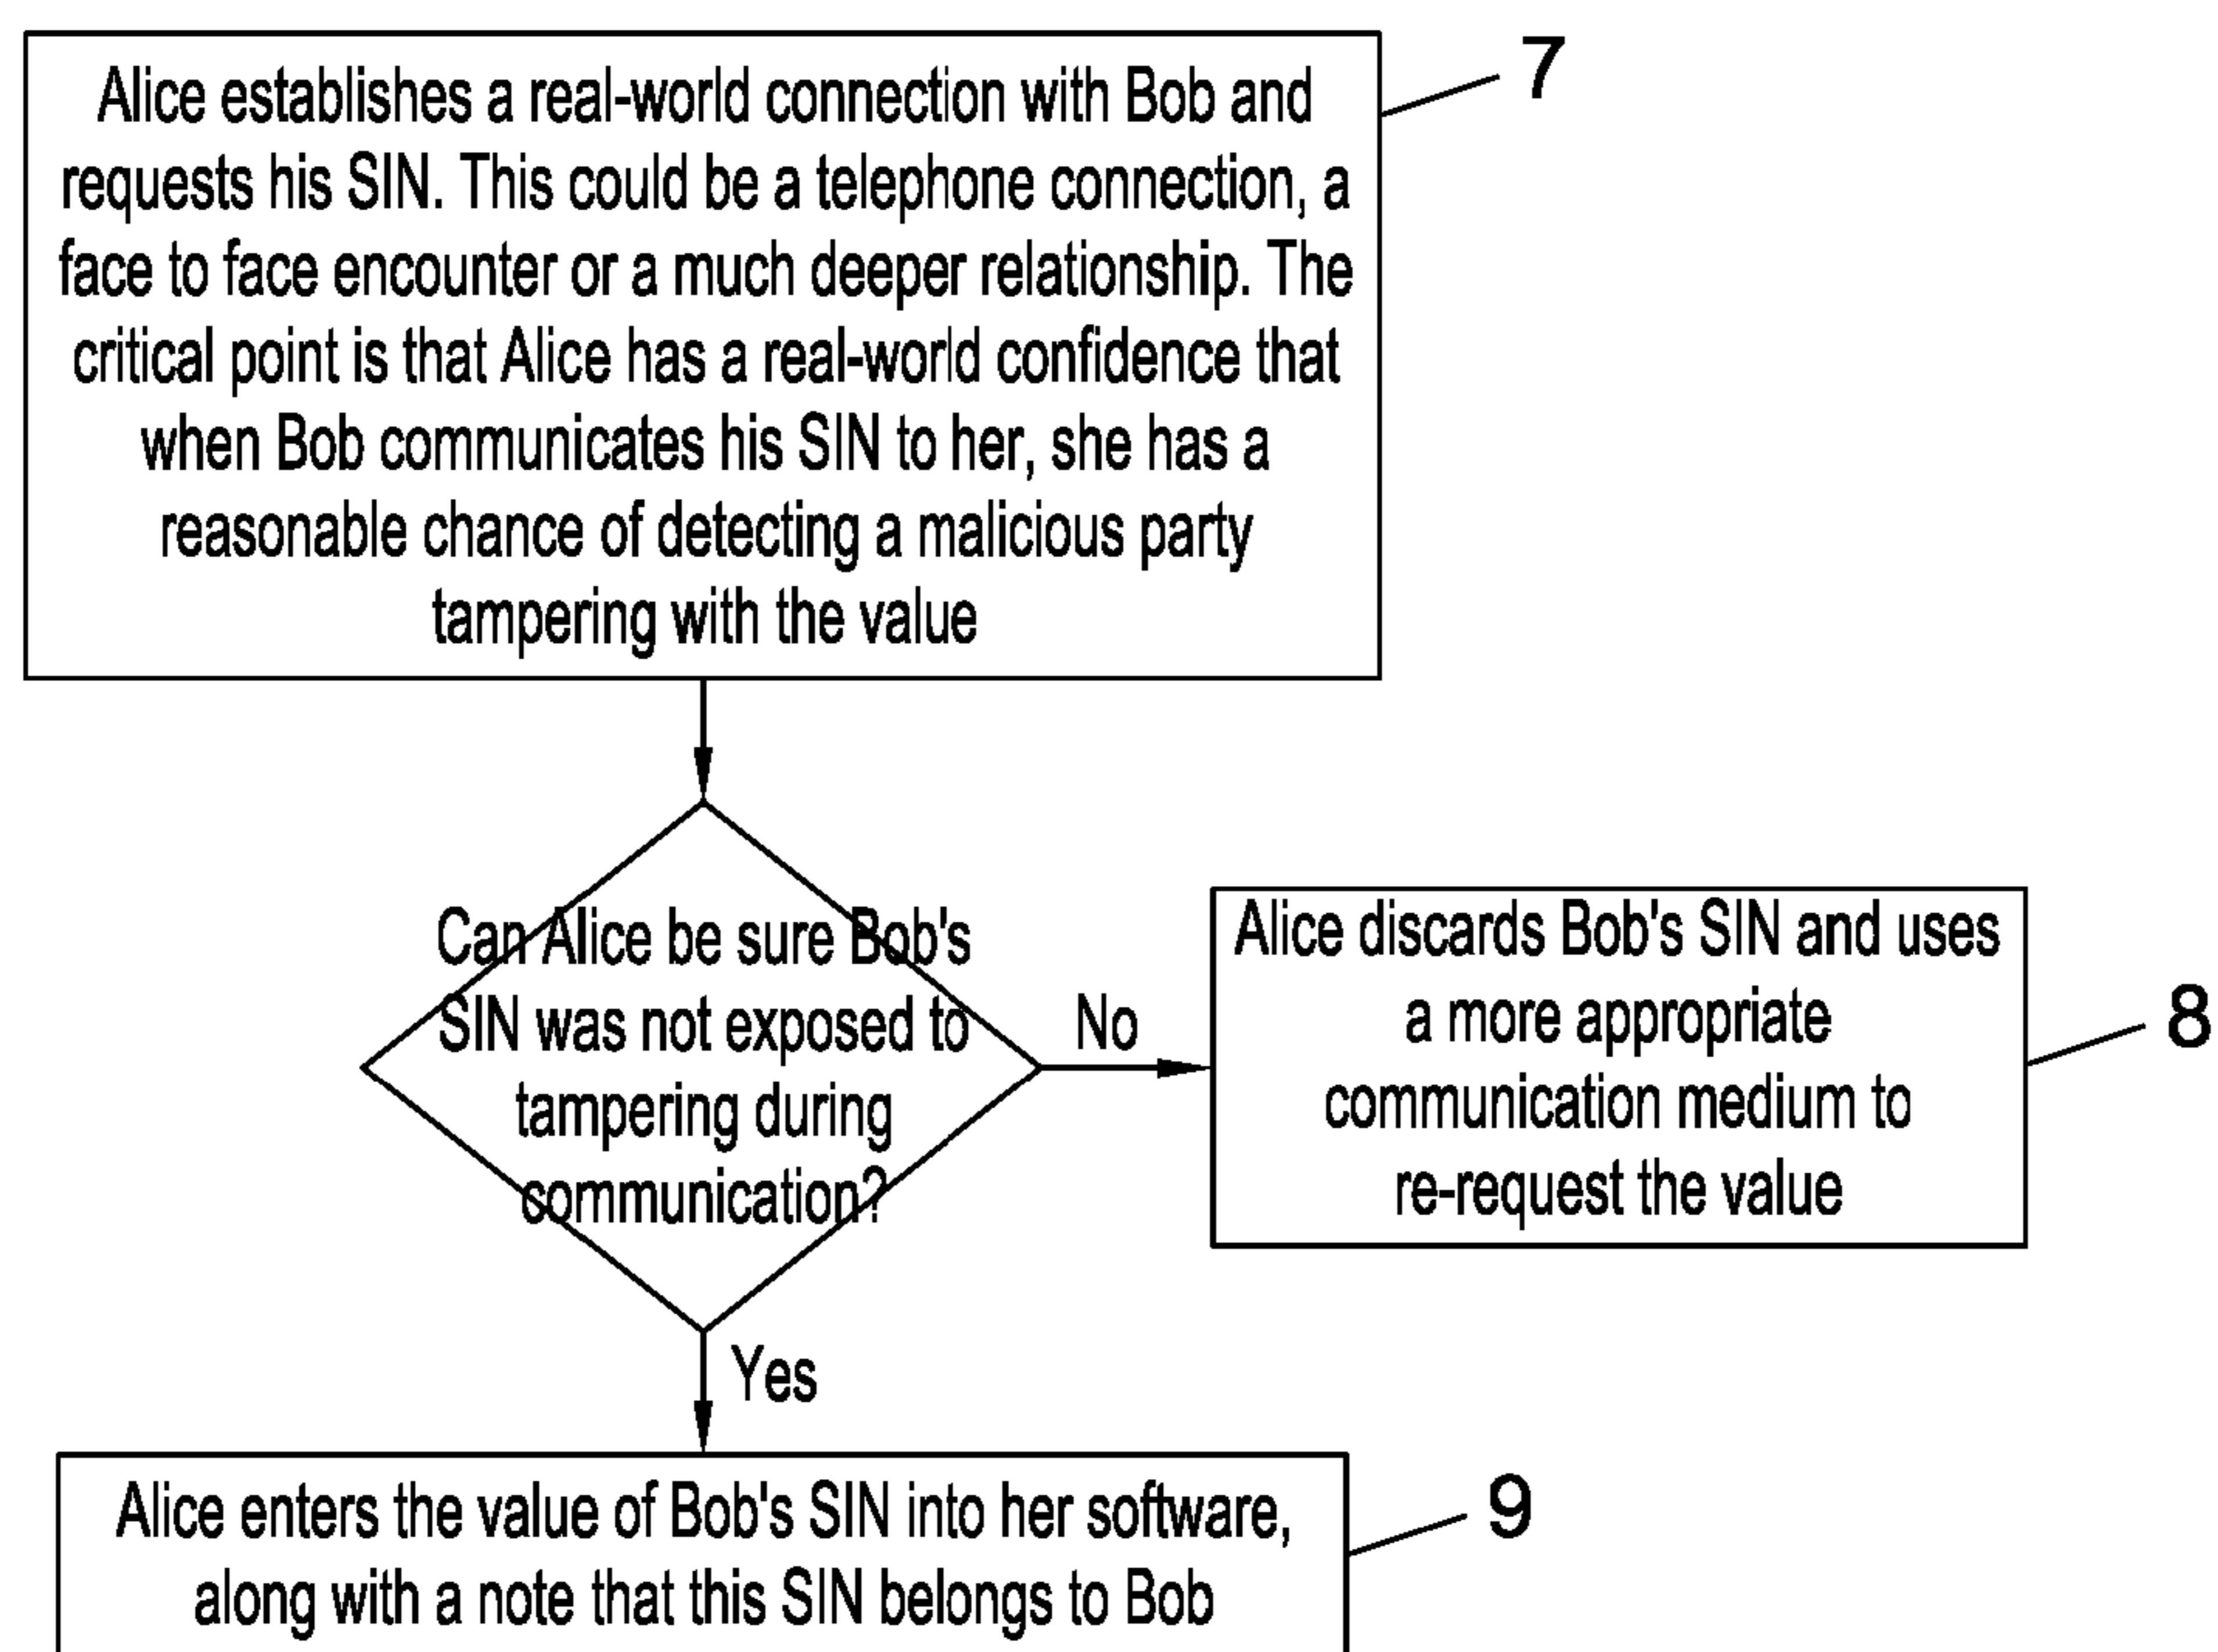 Alice establishes a real-world connection with Bob and
requests his SIN. This could be a telephone connection, a
face to face encounter or a much deeper relationship. The
critical point is that Alice has a real-world confidence that
when Bob communicates his SIN to her, she has a
reasonable chance of detecting a malicious party
tampering with the value
7
Can Alice be sure Bob's
SIN was not exposed to
tampering during
communication?
No
Alice discards Bob's SIN and uses
a more appropriate
communication medium to
re-request the value
8
Yes
Alice enters the value of Bob's SIN into her software,
along with a note that this SIN belongs to Bob
9